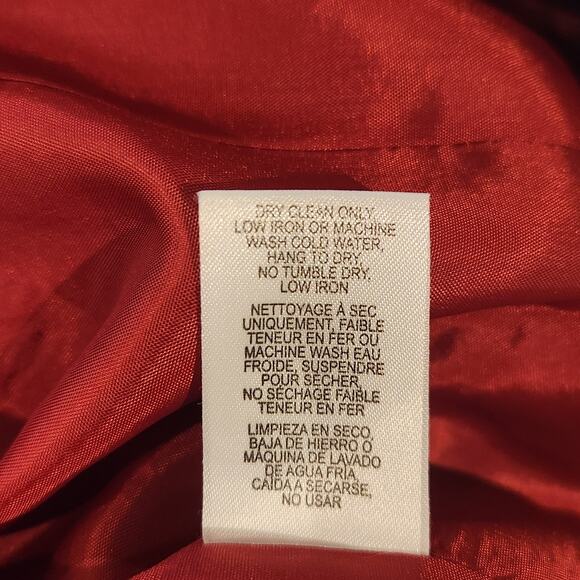 DRY CLEAN ONLY
LOW IRON OR MACHINE
WASH COLD WATER,
HANG TO DRY,
NO TUMBLE DRY,
LOW IRON
NETTOYAGE À SEC
UNIQUEMENT, FAIBLE
TENEUR EN FER OU
MACHINE WASH EAU
FROIDE, SUSPENDRE
POUR SÉCHER,
NO SÉCHAGE FAIBLE
TENEUR EN FER
LIMPIEZA EN SECO,
BAJA DE HIERRO O
MÁQUINA DE LAVADO
DE AGUA FRÍA,
CAÍDA A SECARSE,
NO USAR